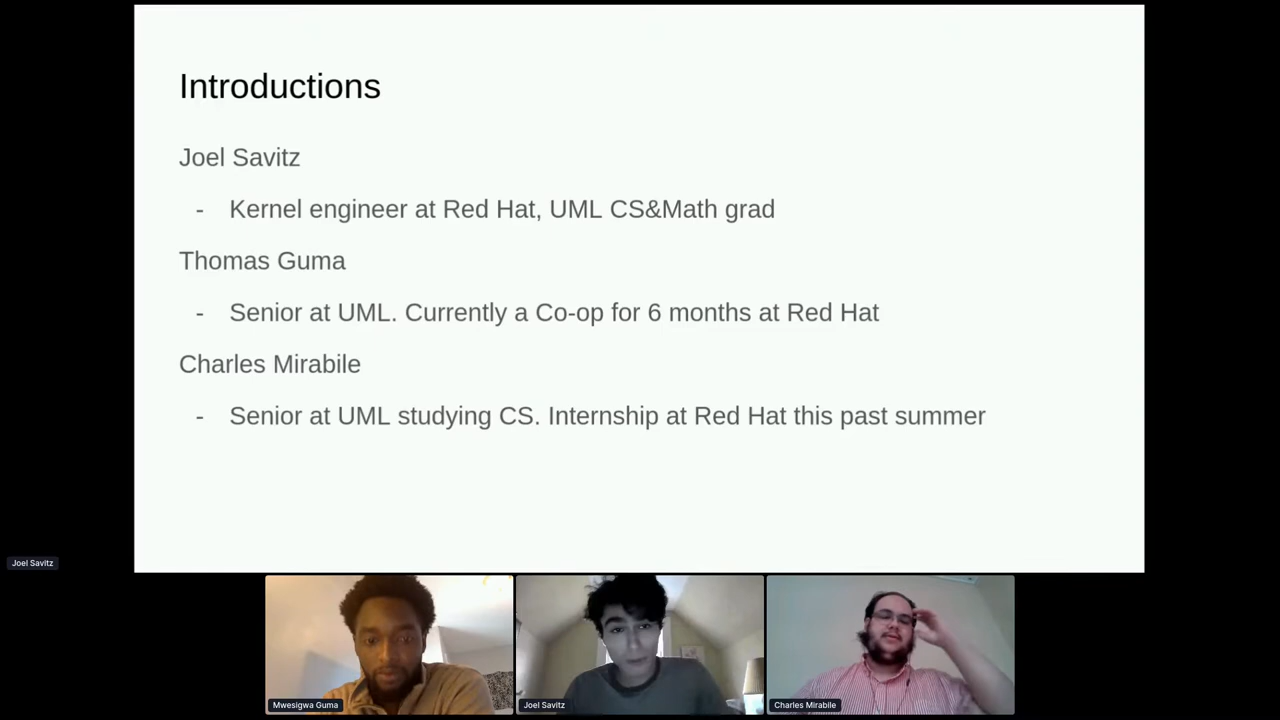 Introductions
Joel Savitz
- Kernel engineer at Red Hat, UML CS&Math grad
Thomas Guma
- Senior at UML. Currently a Co-op for 6 months at Red Hat
Charles Mirabile
- Senior at UML studying CS. Internship at Red Hat this past summer
Joel Savitz
Mwesigwa Guma
Joel Savitz
Charles Mirabile